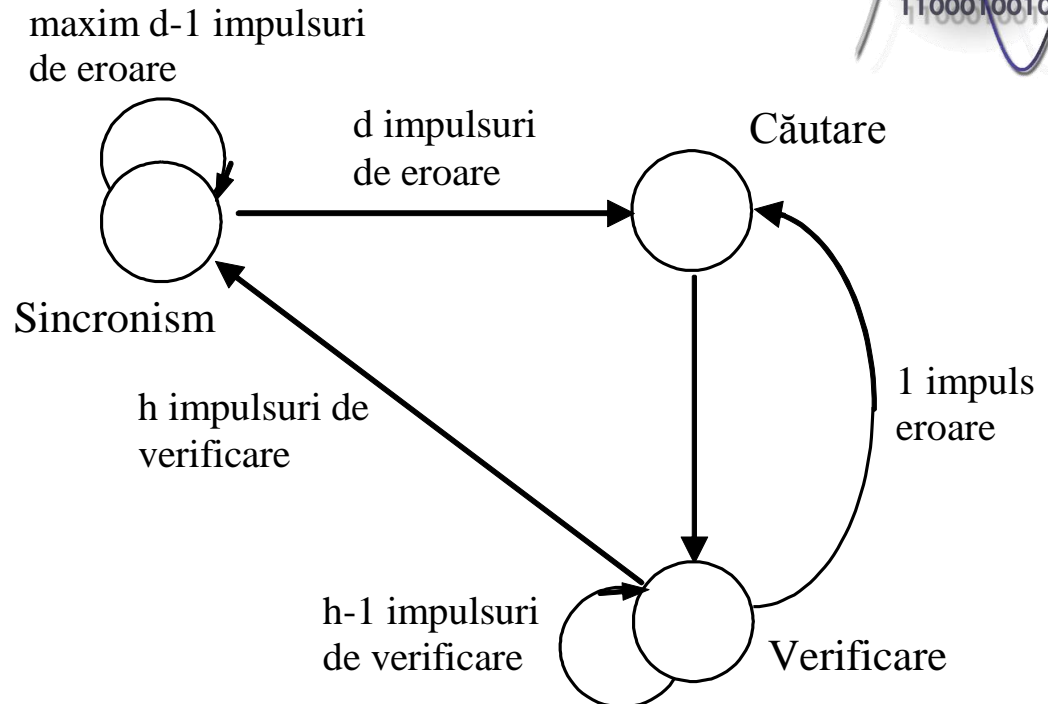 maxim d-1 impulsuri
de eroare
d impulsuri
de eroare
Căutare
Sincronism
h impulsuri de
verificare
1 impuls
eroare
h-1 impulsuri
de verificare
Verificare